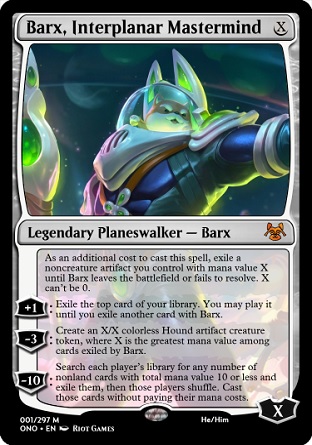 Barx, Interplanar Mastermind X
Legendary Planeswalker — Barx
As an additional cost to cast this spell, exile a
noncreature artifact you control with mana value X
until Barx leaves the battlefield or fails to resolve. X
can't be 0.
+1: Exile the top card of your library. You may play it
until you exile another card with Barx.
-3: Create an X/X colorless Hound artifact creature
token, where X is the greatest mana value among
cards exiled by Barx.
-10: Search each player's library for any number of
nonland cards with total mana value 10 or less and
exile them, then those players shuffle. Cast
those cards without paying their mana costs.
X
001/297 M
He/Him
ONO • EN Riot Games